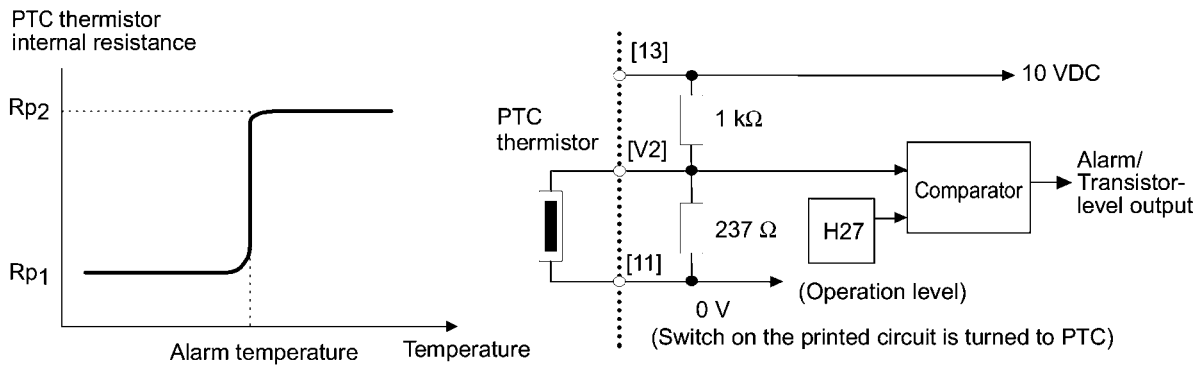 PTC thermistor
internal resistance
Rp2
Rp1
Alarm temperature
Temperature
[13]
10 VDC
PTC
thermistor
1 kΩ
[V2]
Comparator
Alarm/
Transistor-
level output
237 Ω
H27
[11]
(Operation level)
0 V
(Switch on the printed circuit is turned to PTC)